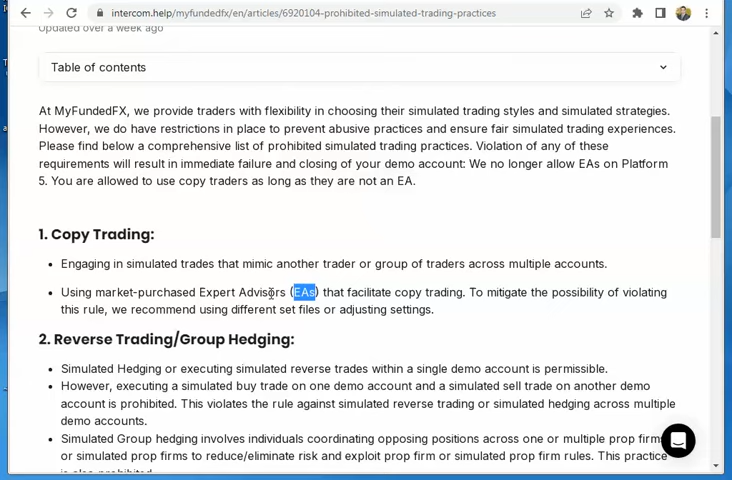 intercom.help/myfundedfx/en/articles/6920104-prohibited-simulated-trading-practices
Updated over a week ago
Table of contents
At MyFundedFX, we provide traders with flexibility in choosing their simulated trading styles and simulated strategies.
However, we do have restrictions in place to prevent abusive practices and ensure fair simulated trading experiences.
Please find below a comprehensive list of prohibited simulated trading practices. Violation of any of these
requirements will result in immediate failure and closing of your demo account: We no longer allow EAs on Platform
5. You are allowed to use copy traders as long as they are not an EA.
1. Copy Trading:
• Engaging in simulated trades that mimic another trader or group of traders across multiple accounts.
• Using market-purchased Expert Advisors (EAs) that facilitate copy trading. To mitigate the possibility of violating
this rule, we recommend using different set files or adjusting settings.
2. Reverse Trading/Group Hedging:
• Simulated Hedging or executing simulated reverse trades within a single demo account is permissible.
• However, executing a simulated buy trade on one demo account and a simulated sell trade on another demo
account is prohibited. This violates the rule against simulated reverse trading or simulated hedging across multiple
demo accounts.
• Simulated Group hedging involves individuals coordinating opposing positions across one or multiple prop firms
or simulated prop firms to reduce/eliminate risk and exploit prop firm or simulated prop firm rules. This practice
is also prohibited.